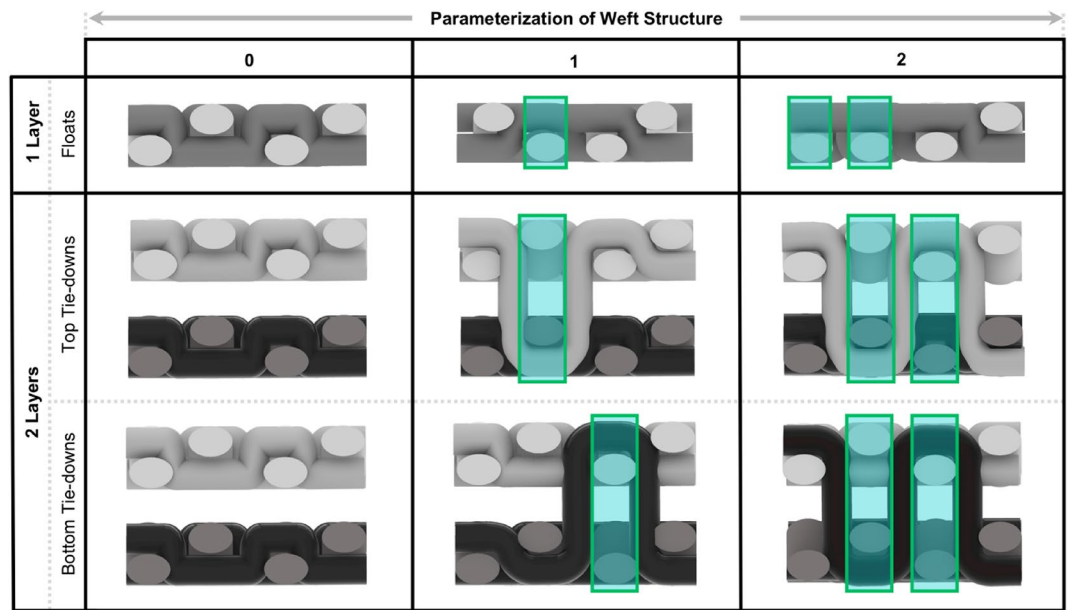 Parameterization of Weft Structure
0
1
2
1 Layer
Floats
2 Layers
Top Tie-downs
Bottom Tie-downs